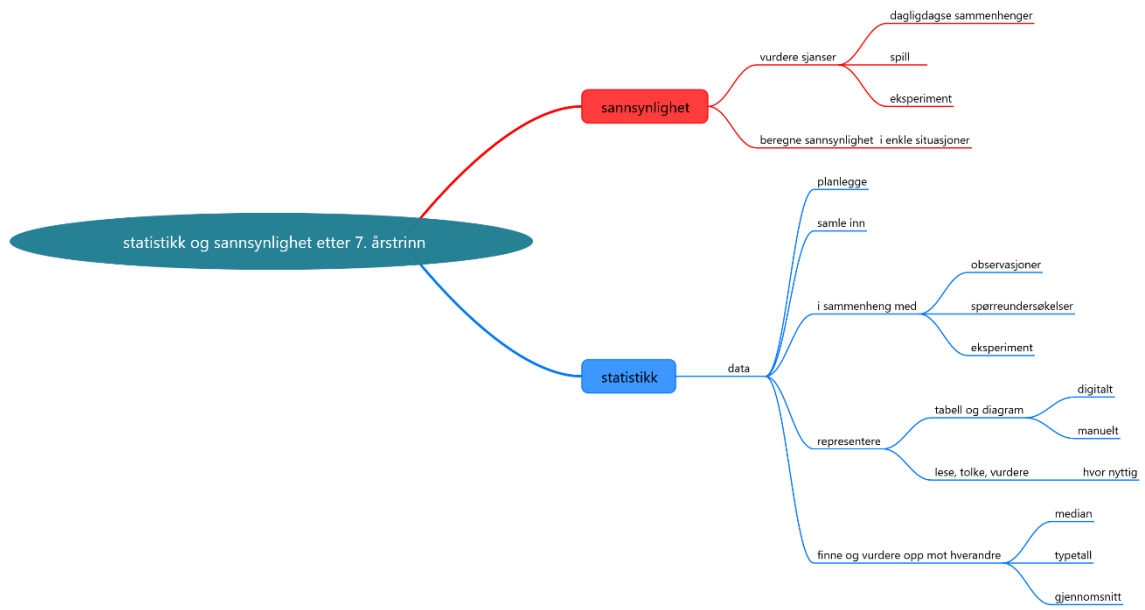 statistikk og sannsynlighet etter 7. årstrinn
sannsynlighet
vurdere sjanser
dagligdagse sammenhenger
spill
eksperiment
beregne sannsynlighet  i enkle situasjoner
statistikk
data
planlegge
samle inn
i sammenheng med
observasjoner
spørreundersøkelser
eksperiment
representere
tabell og diagram
digitalt
manuelt
lese, tolke, vurdere
hvor nyttig
finne og vurdere opp mot hverandre
median
typetall
gjennomsnitt